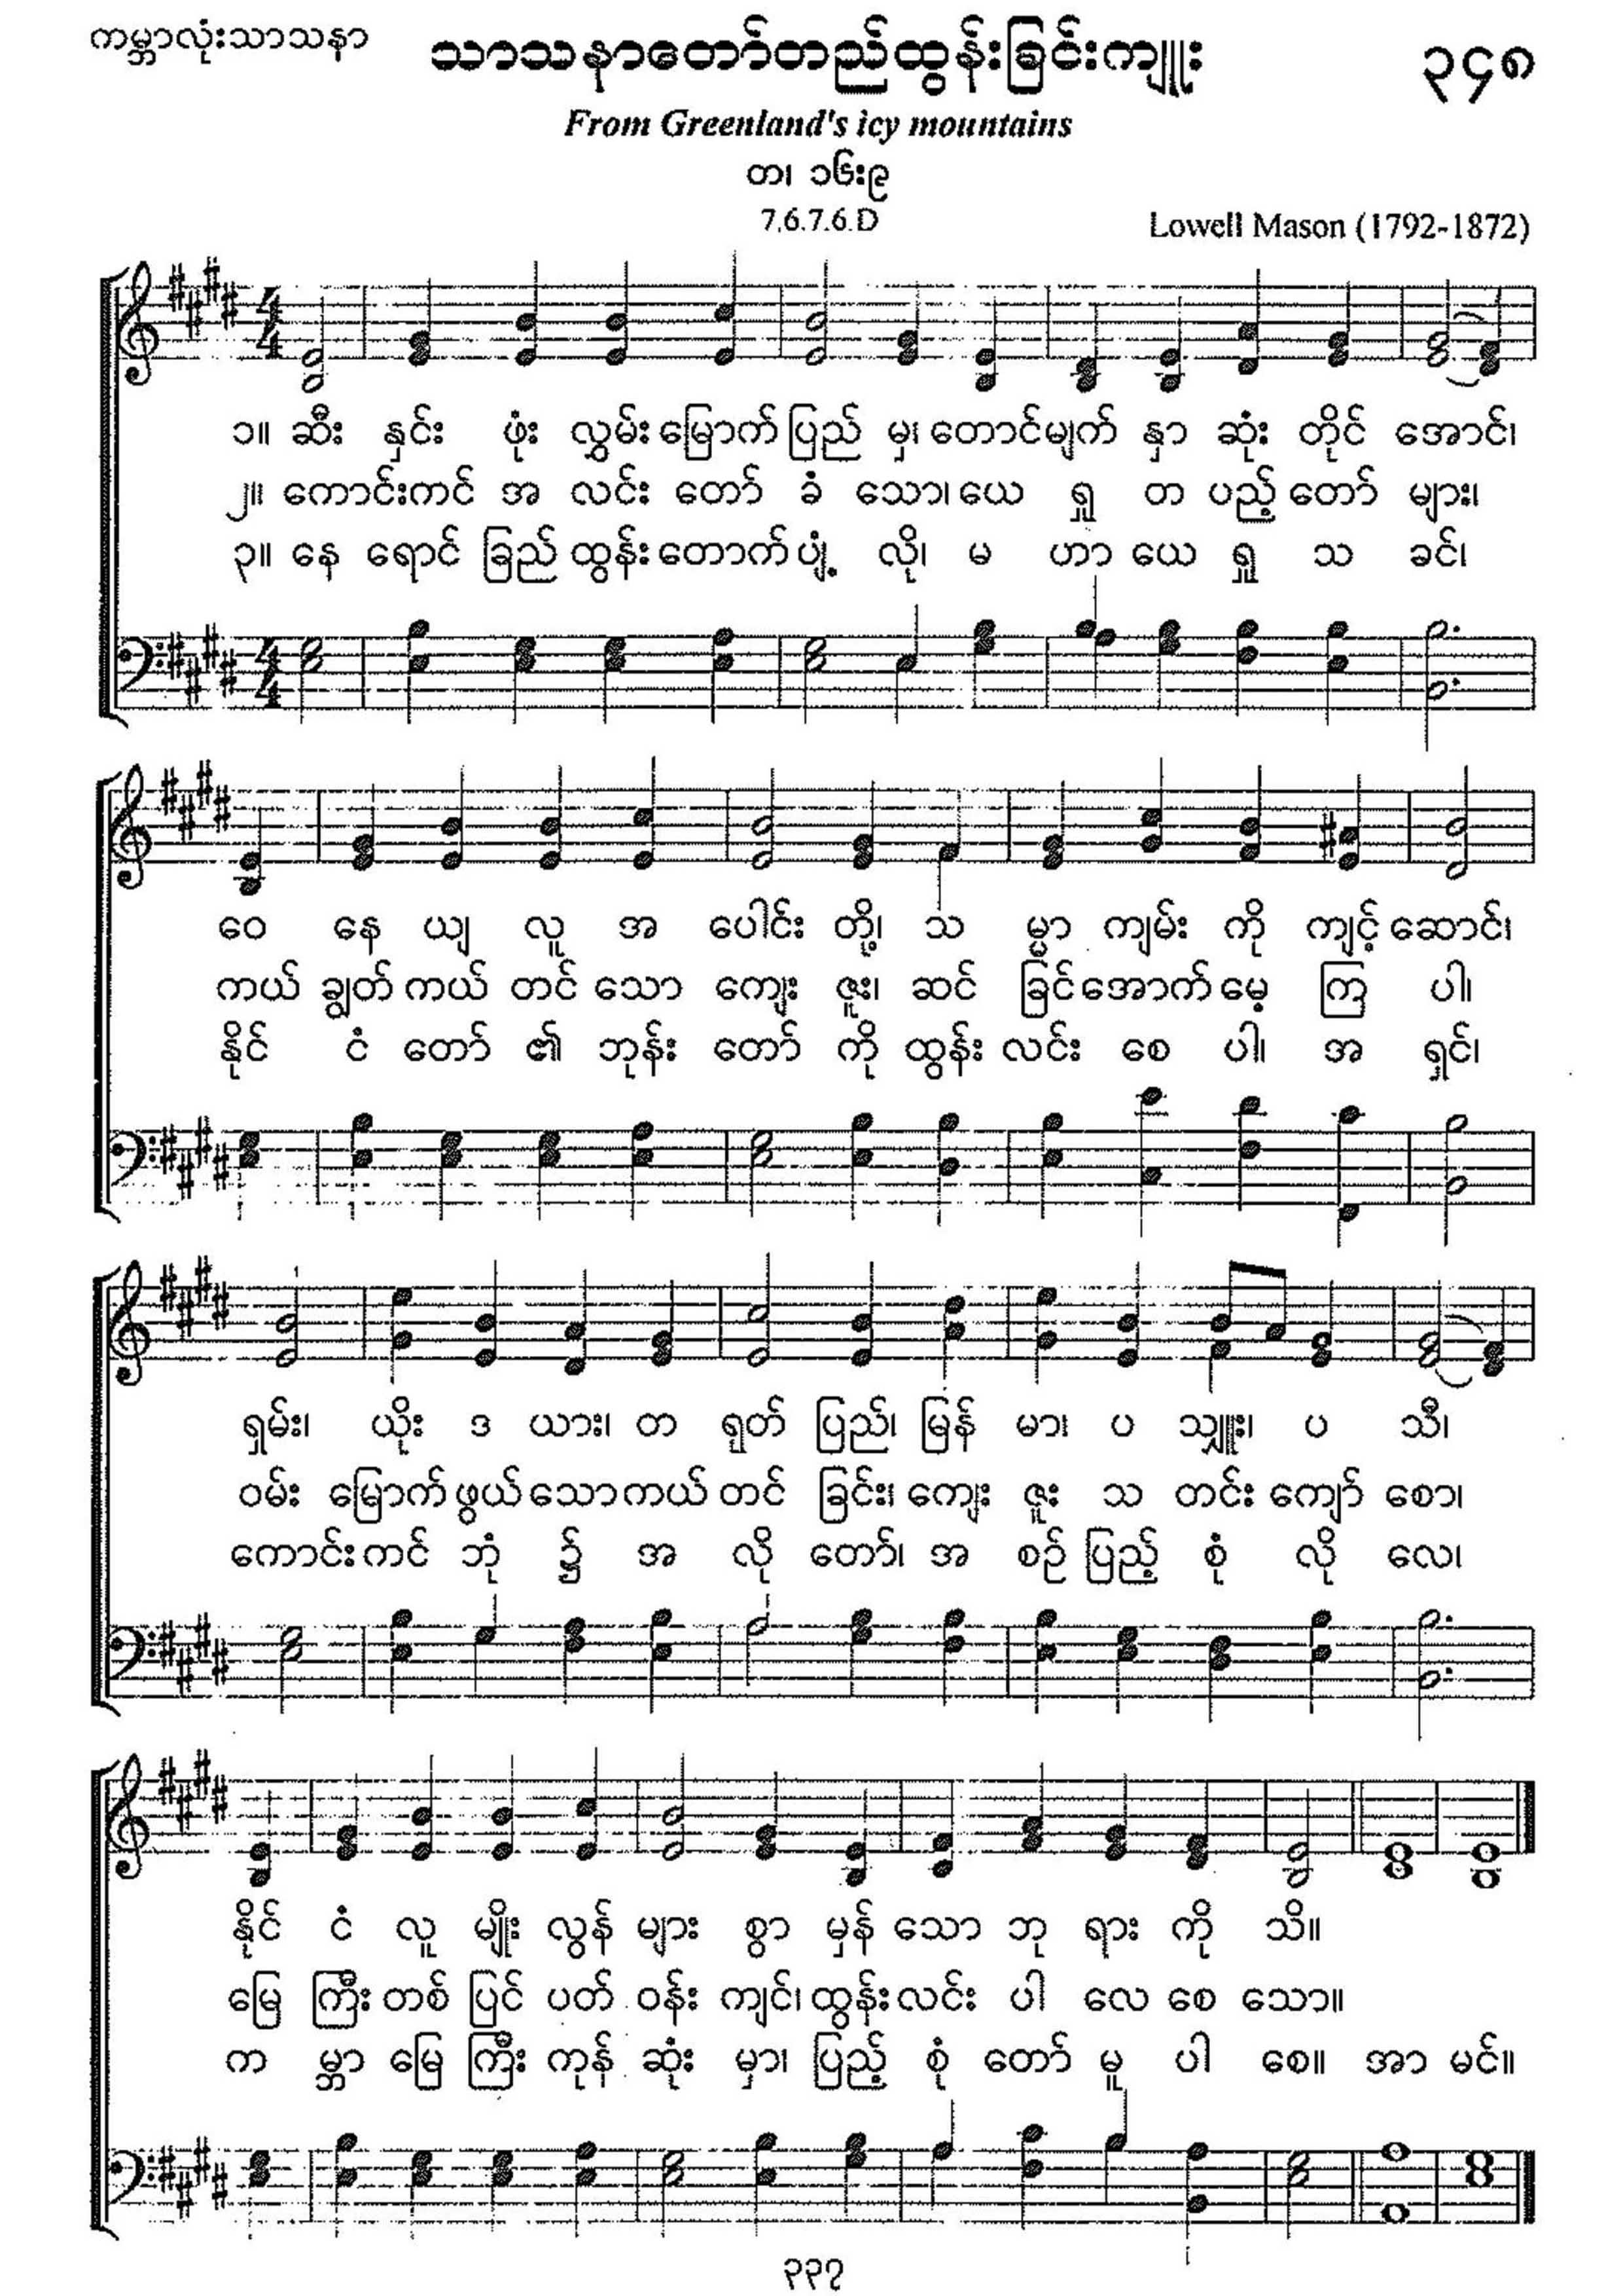 ကမ္ဘာလုံးသာသနာ
သာသနာတော်တည်ထွန်းခြင်းကျူး
၃၄၈
From Greenland's icy mountains
တ၊ ၁၆း၉
7.6.7.6.D
Lowell Mason (1792-1872)
၁။ ဆီး နှင်း ဖုံး လွှမ်း မြောက် ပြည် မှ၊ တောင်မျက် နှာ ဆုံး တိုင် အောင်၊
၂။ ကောင်းကင် အ လင်း တော် ခံ သော၊ ယေ ရှု တ ပည့် တော် များ၊
၃။ နေ ရောင် ခြည် ထွန်း တောက် ပျံ့ လို၊ မ ဟာ ယေ ရှု သ ခင်၊
ဝေ နေ ယျ လူ အ ပေါင်း တို့၊ သ မ္မာ ကျမ်း ကို ကျင့် ဆောင်၊
ကယ် ချွတ် ကယ် တင် သော ကျေး ဇူး၊ ဆင် ခြင် အောက် မေ့ ကြ ပါ။
နိုင် ငံ တော် ၏ ဘုန်း တော် ကို ထွန်း လင်း စေ ပါ၊ အ ရှင်၊
ရှမ်း၊ ယိုး ဒ ယား၊ တ ရုတ် ပြည်၊ မြန် မာ၊ ပ သျှူး၊ ပ သီ၊
ဝမ်း မြောက် ဖွယ် သော ကယ် တင် ခြင်း၊ ကျေး ဇူး သ တင်း ကျော် စော၊
ကောင်း ကင် ဘုံ ၌ အ လို တော်၊ အ စဉ် ပြည့် စုံ လို လေ၊
နိုင် ငံ လူ မျိုး လွန် များ စွာ မှန် သော ဘု ရား ကို သိ။
မြေ ကြီး တစ် ပြင် ပတ် ဝန်း ကျင်၊ ထွန်း လင်း ပါ လေ စေ သော။
က မ္ဘာ မြေ ကြီး ကုန် ဆုံး မှာ၊ ပြည့် စုံ တော် မူ ပါ စေ။ အာ မင်။
၃၃၇